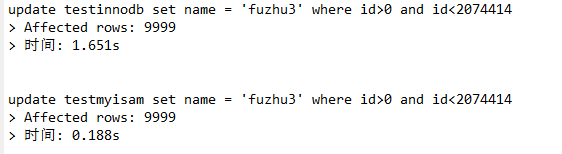 update testinnodb set name = 'fuzhu3' where id>0 and id<2074414
> Affected rows: 9999
> 时间: 1.651s
update testmyisam set name = 'fuzhu3' where id>0 and id<2074414
> Affected rows: 9999
> 时间: 0.188s